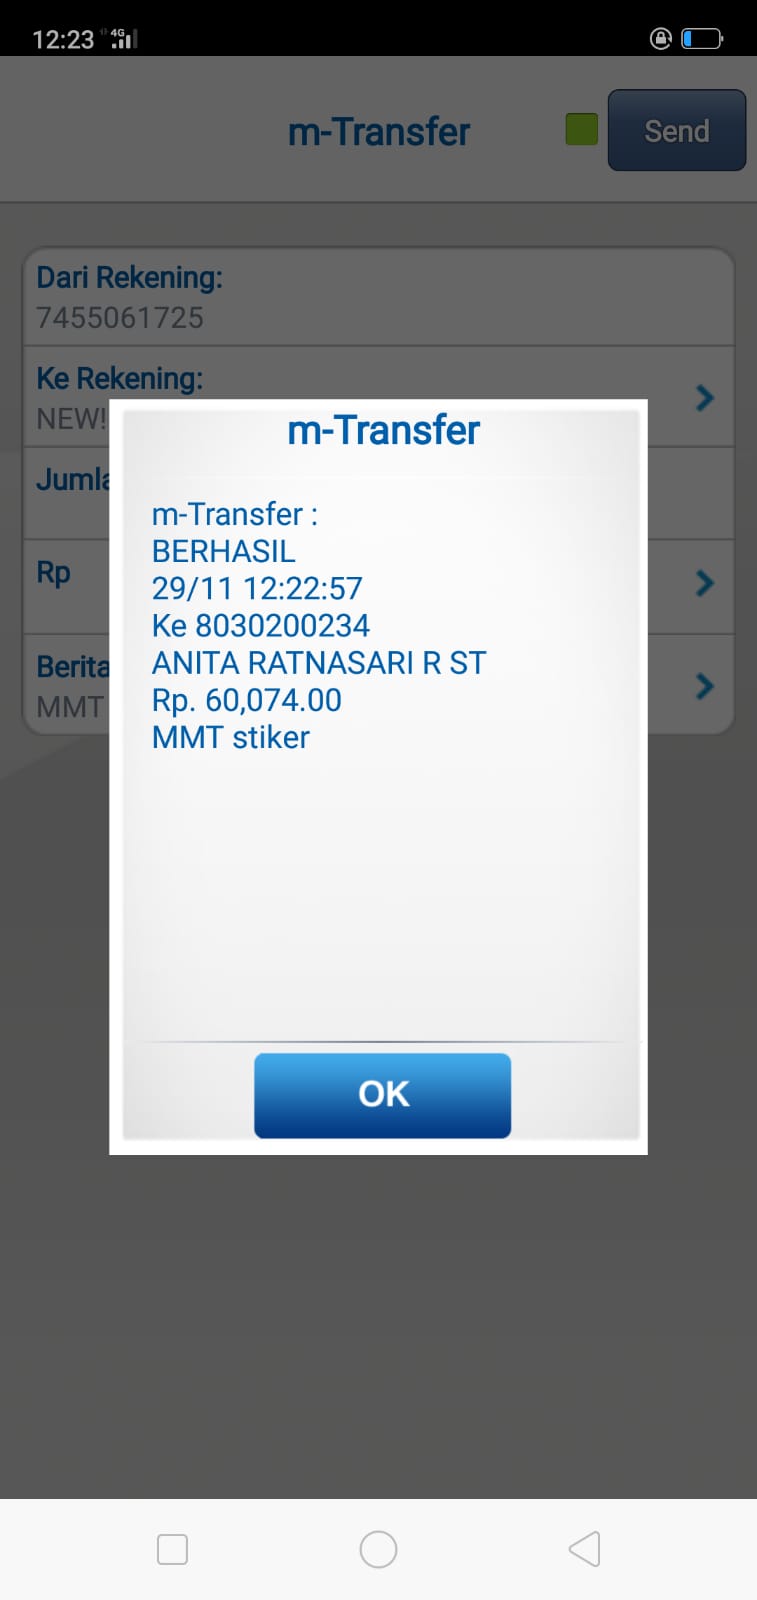 12:23 4G
m-Transfer
Send
Dari Rekening:
7455061725
Ke Rekening:
NEW!
m-Transfer
m-Transfer :
BERHASIL
29/11 12:22:57
Ke 8030200234
ANITA RATNASARI R ST
Rp. 60,074.00
MMT stiker
Jumla
Rp
Berita
MMT
OK